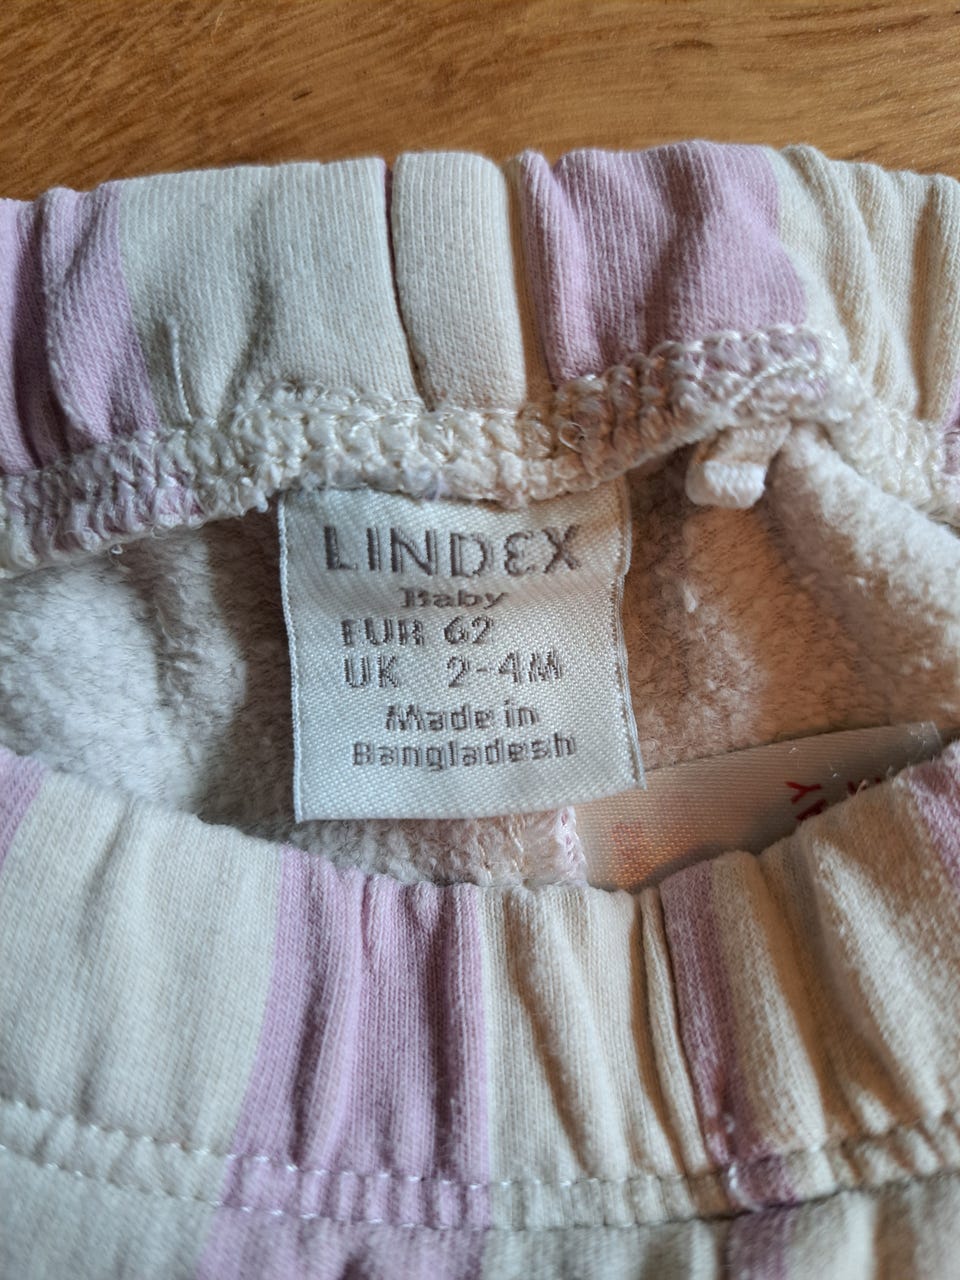 LINDEX
Baby
EUR 62
UK 2-4M
Made in
Bangladesh